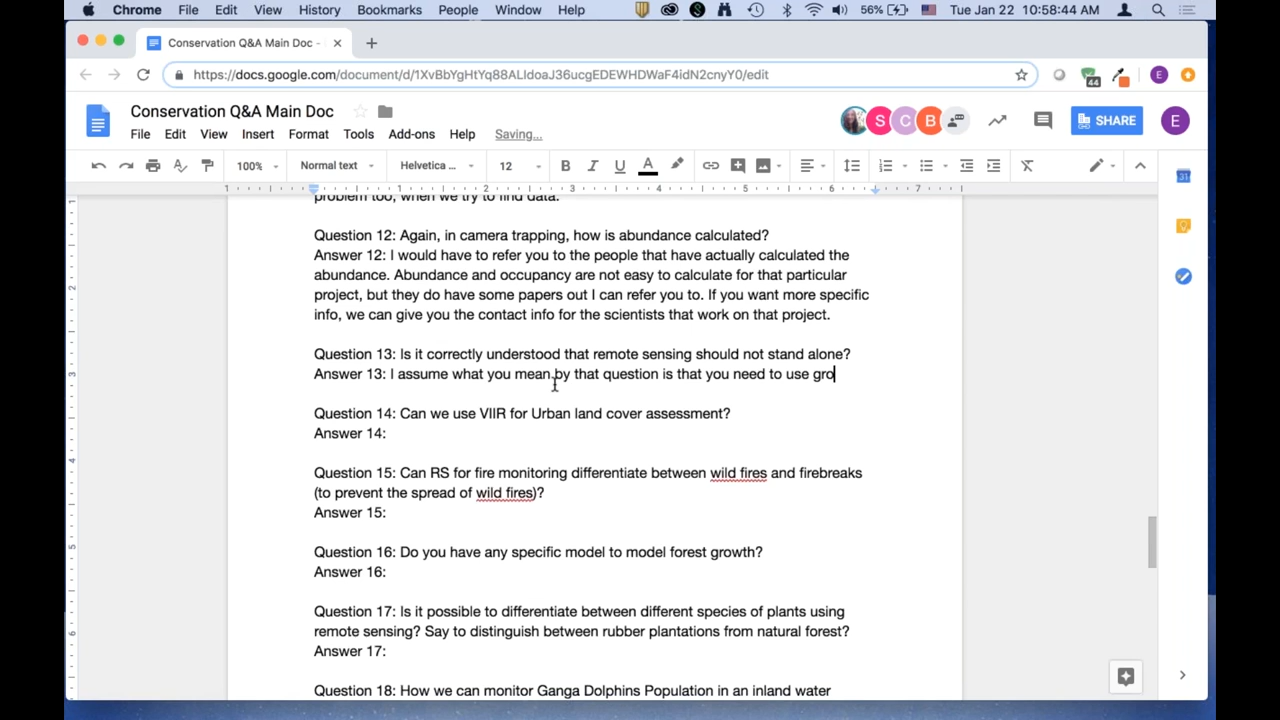 Chrome File Edit View History Bookmarks People Window Help 56% Tue Jan 22 10:58:44 AM
Conservation Q&A Main Doc -
https://docs.google.com/document/d/1XvBbYgHtYq88ALIdoaJ36ucgEDEWHDWaF4idN2cnyY0/edit 44 E
Conservation Q&A Main Doc
S C B SHARE E
File Edit View Insert Format Tools Add-ons Help Saving...
100% Normal text Helvetica ... 12 B I U A
1 1 2 3 4 5 6 7
problem too, when we try to find data.
Question 12: Again, in camera trapping, how is abundance calculated?
Answer 12: I would have to refer you to the people that have actually calculated the
abundance. Abundance and occupancy are not easy to calculate for that particular
project, but they do have some papers out I can refer you to. If you want more specific
info, we can give you the contact info for the scientists that work on that project.
Question 13: Is it correctly understood that remote sensing should not stand alone?
Answer 13: I assume what you mean by that question is that you need to use gro
Question 14: Can we use VIIR for Urban land cover assessment?
Answer 14:
Question 15: Can RS for fire monitoring differentiate between wild fires and firebreaks
(to prevent the spread of wild fires)?
Answer 15:
Question 16: Do you have any specific model to model forest growth?
Answer 16:
Question 17: Is it possible to differentiate between different species of plants using
remote sensing? Say to distinguish between rubber plantations from natural forest?
Answer 17:
Question 18: How we can monitor Ganga Dolphins Population in an inland water